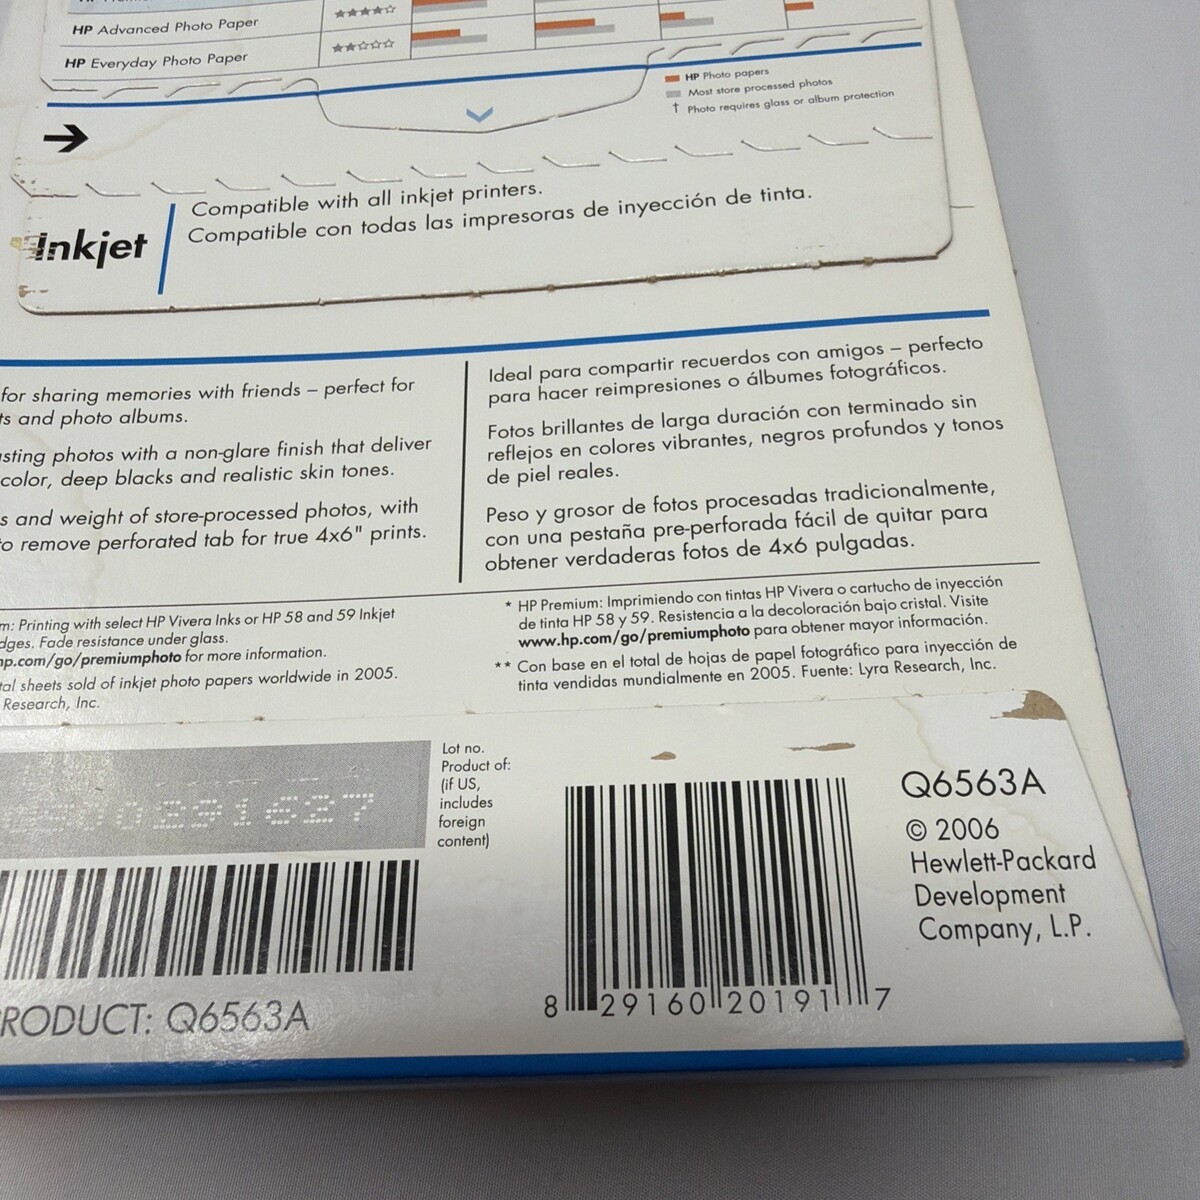 HP Advanced Photo Paper
HP Everyday Photo Paper
HP Photo papers
Most store processed photos
† Photo requires glass or album protection
Inkjet
Compatible with all inkjet printers.
Compatible con todas las impresoras de inyección de tinta.
for sharing memories with friends – perfect for
and photo albums.
photos with a non-glare finish that deliver
color, deep blacks and realistic skin tones.
and weight of store-processed photos, with
remove perforated tab for true 4x6" prints.
Ideal para compartir recuerdos con amigos – perfecto
para hacer reimpresiones o álbumes fotográficos.
Fotos brillantes de larga duración con terminado sin
reflejos en colores vibrantes, negros profundos y tonos
de piel reales.
Peso y grosor de fotos procesadas tradicionalmente,
con una pestaña pre-perforada fácil de quitar para
obtener verdaderas fotos de 4x6 pulgadas.
Printing with select HP Vivera Inks or HP 58 and 59 Inkjet
Fade resistance under glass.
hp.com/go/premiumphoto for more information.
sheets sold of inkjet photo papers worldwide in 2005.
Research, Inc.
* HP Premium: Imprimiendo con tintas HP Vivera o cartucho de inyección
de tinta HP 58 y 59. Resistencia a la decoloración bajo cristal. Visite
www.hp.com/go/premiumphoto para obtener mayor información.
** Con base en el total de hojas de papel fotográfico para inyección de
tinta vendidas mundialmente en 2005. Fuente: Lyra Research, Inc.
Lot no.
Product of:
(if US,
includes
foreign
content)
PRODUCT: Q6563A
8 29160 20191 7
Q6563A
© 2006
Hewlett-Packard
Development
Company, L.P.